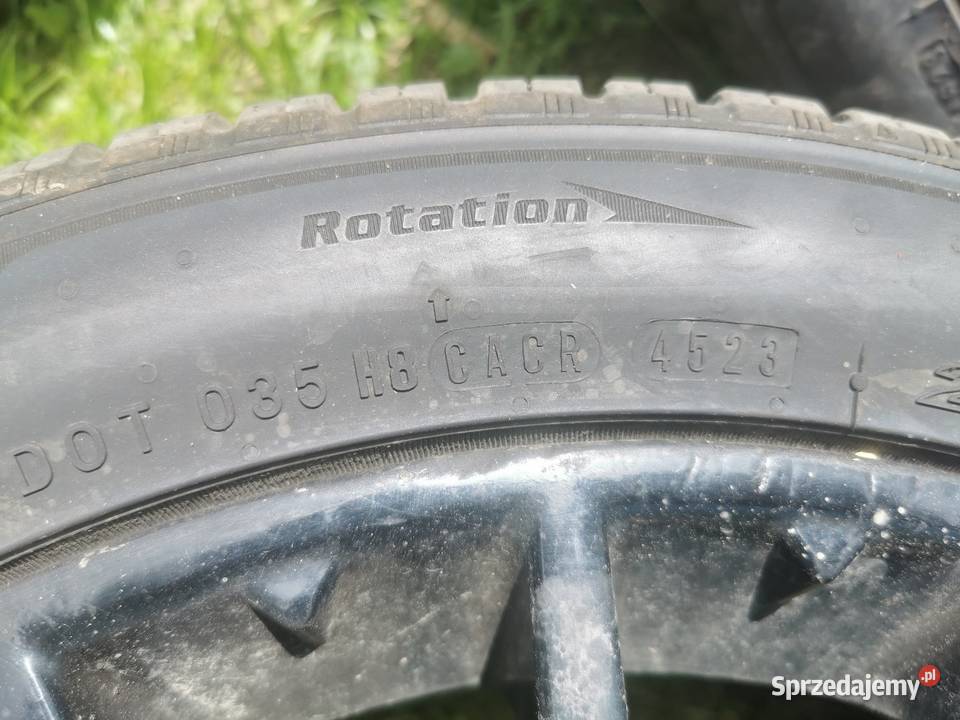 Rotation
DOT 035 H8 CACR 4523
Sprzedajemy.pl